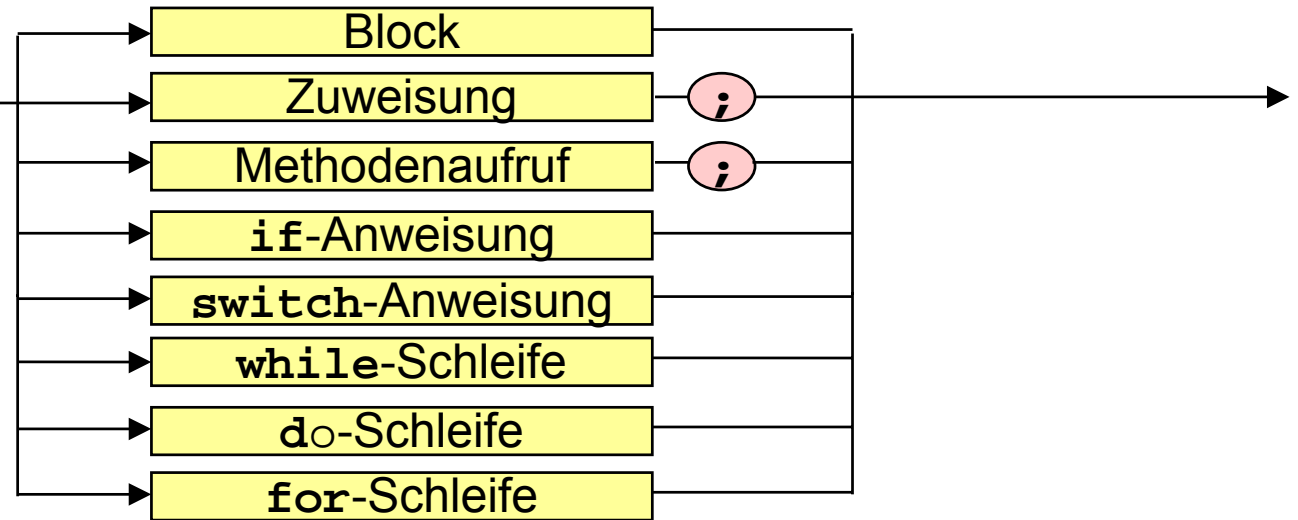 Block
Zuweisung ;
Methodenaufruf ;
if-Anweisung
switch-Anweisung
while-Schleife
do-Schleife
for-Schleife